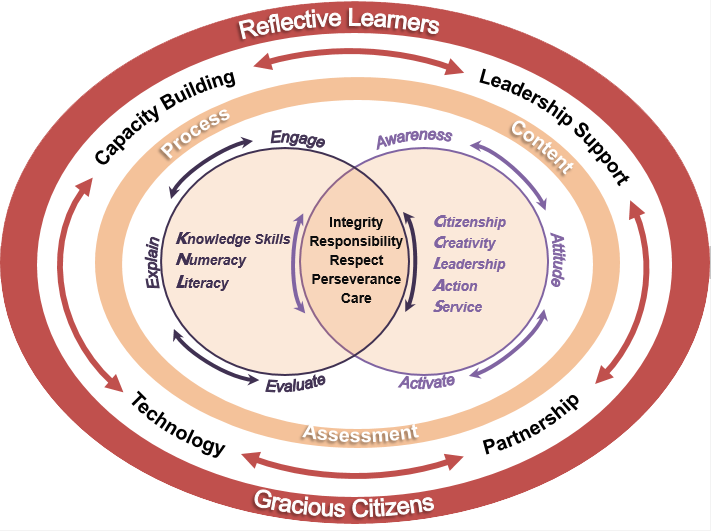 Reflective Learners
Capacity Building
Leadership Support
Process
Content
Engage
Awareness
Explain
Knowledge Skills
Numeracy
Literacy
Integrity
Responsibility
Respect
Perseverance
Care
Citizenship
Creativity
Leadership
Action
Service
Attitude
Evaluate
Activate
Technology
Assessment
Partnership
Gracious Citizens